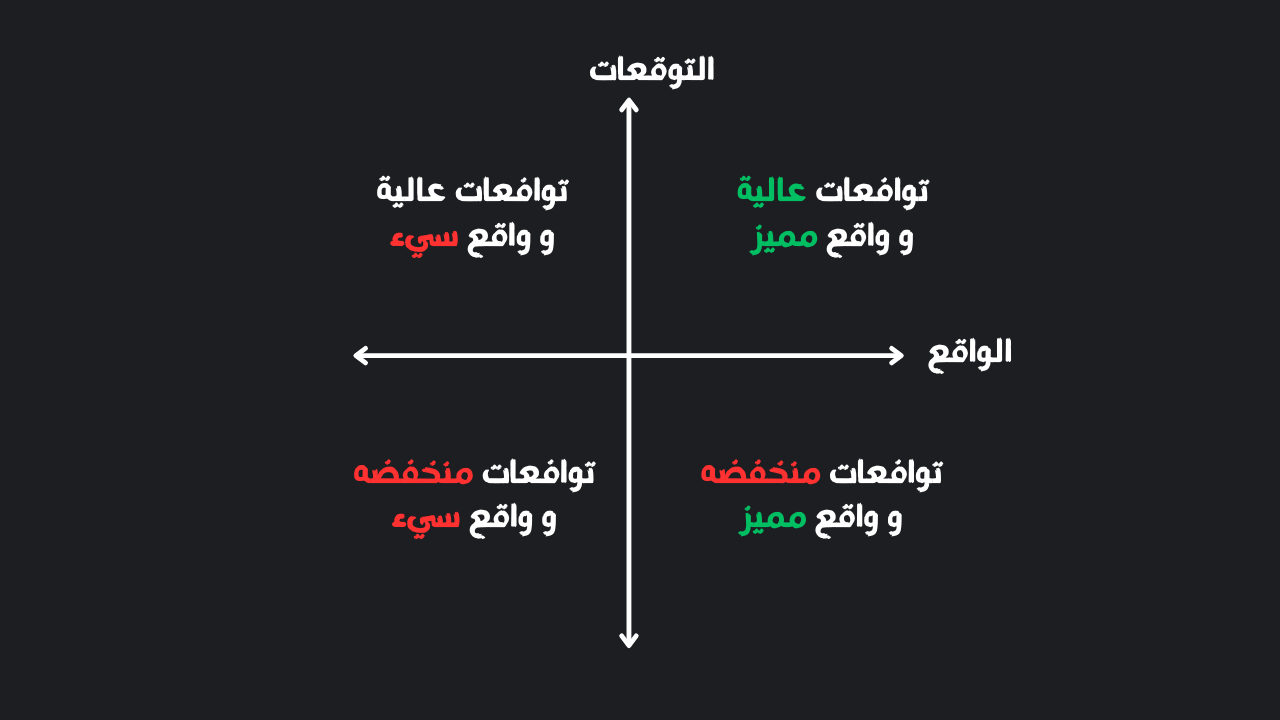 التوقعات
توافعات عالية
و واقع مميز
توافعات عالية
و واقع سيء
الواقع
توافعات منخفضه
و واقع مميز
توافعات منخفضه
و واقع سيء